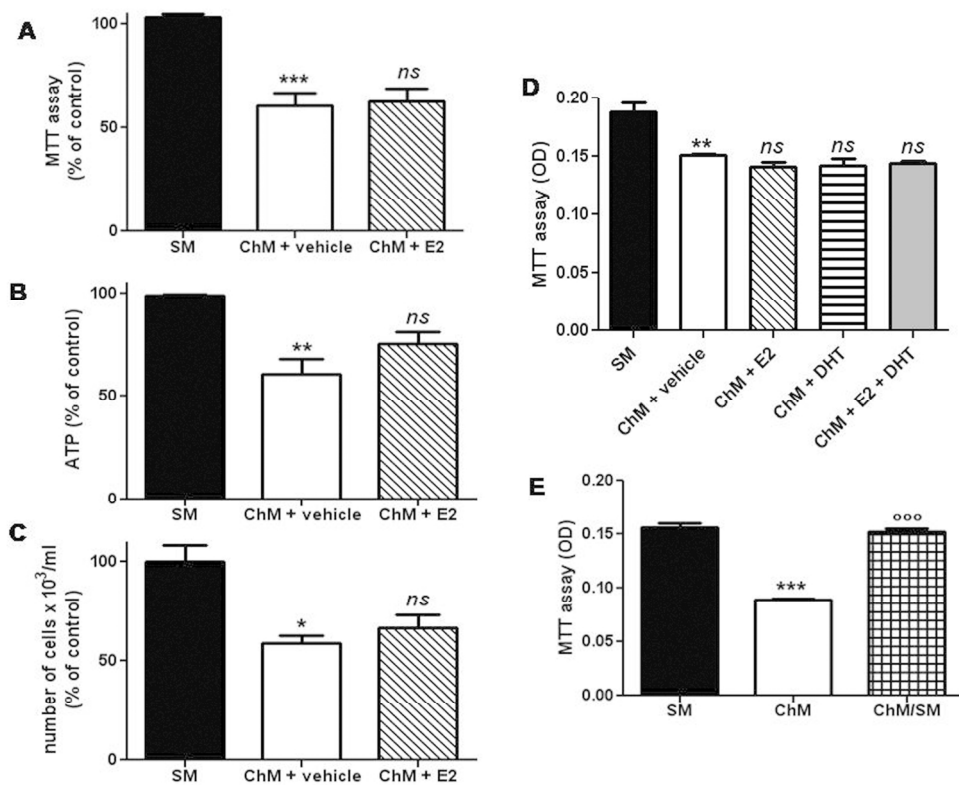 A
MTT assay
(% of control)
100
50
0
***
ns
SM
ChM + vehicle
ChM + E2
B
ATP (% of control)
100
50
0
**
ns
SM
ChM + vehicle
ChM + E2
C
number of cells x 10³/ml
(% of control)
100
50
0
*
ns
SM
ChM + vehicle
ChM + E2
D
MTT assay (OD)
0.20
0.15
0.10
0.05
0.00
**
ns
ns
ns
SM
ChM + vehicle
ChM + E2
ChM + DHT
ChM + E2 + DHT
E
MTT assay (OD)
0.20
0.15
0.10
0.05
0.00
***
°°°
SM
ChM
ChM/SM